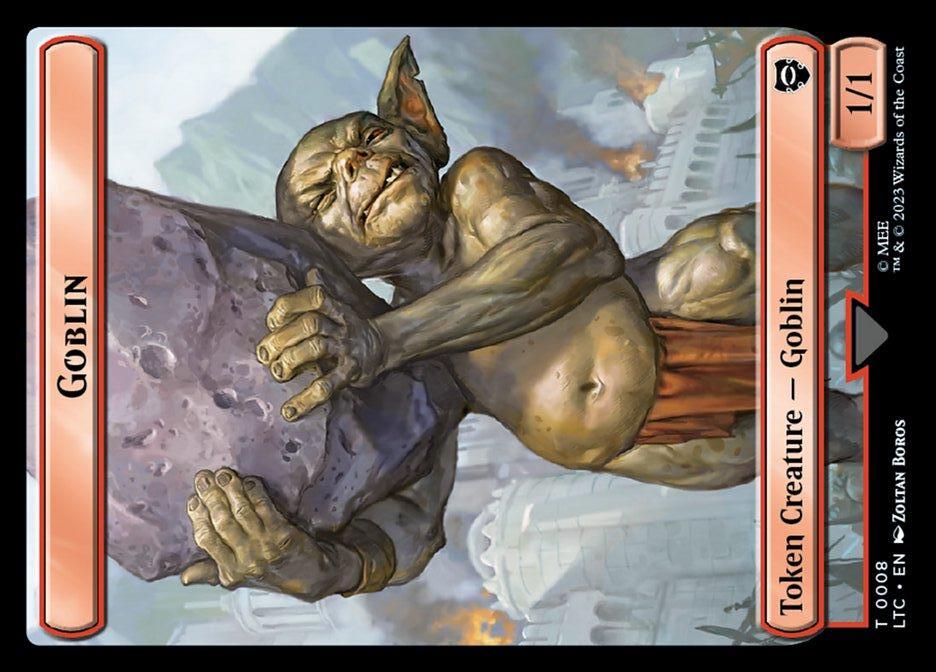 GOBLIN
Token Creature — Goblin
1/1
T 0008
LTC • EN ZOLTAN BOROS
© MEE
™ & © 2023 Wizards of the Coast